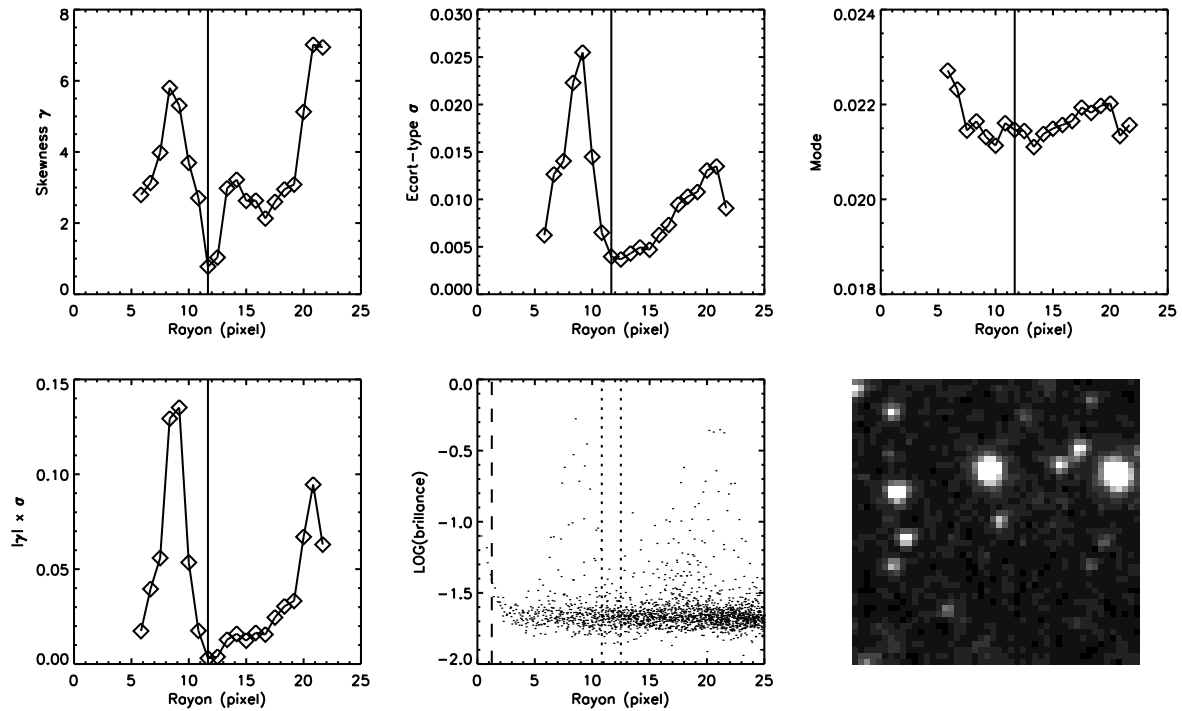 8
6
4
2
0
Skewness γ
0 5 10 15 20 25
Rayon (pixel)
0.030
0.025
0.020
0.015
0.010
0.005
0.000
Ecart-type σ
0 5 10 15 20 25
Rayon (pixel)
0.024
0.022
0.020
0.018
Mode
0 5 10 15 20 25
Rayon (pixel)
0.15
0.10
0.05
0.00
|γ| x σ
0 5 10 15 20 25
Rayon (pixel)
0.0
-0.5
-1.0
-1.5
-2.0
LOG(brillance)
0 5 10 15 20 25
Rayon (pixel)